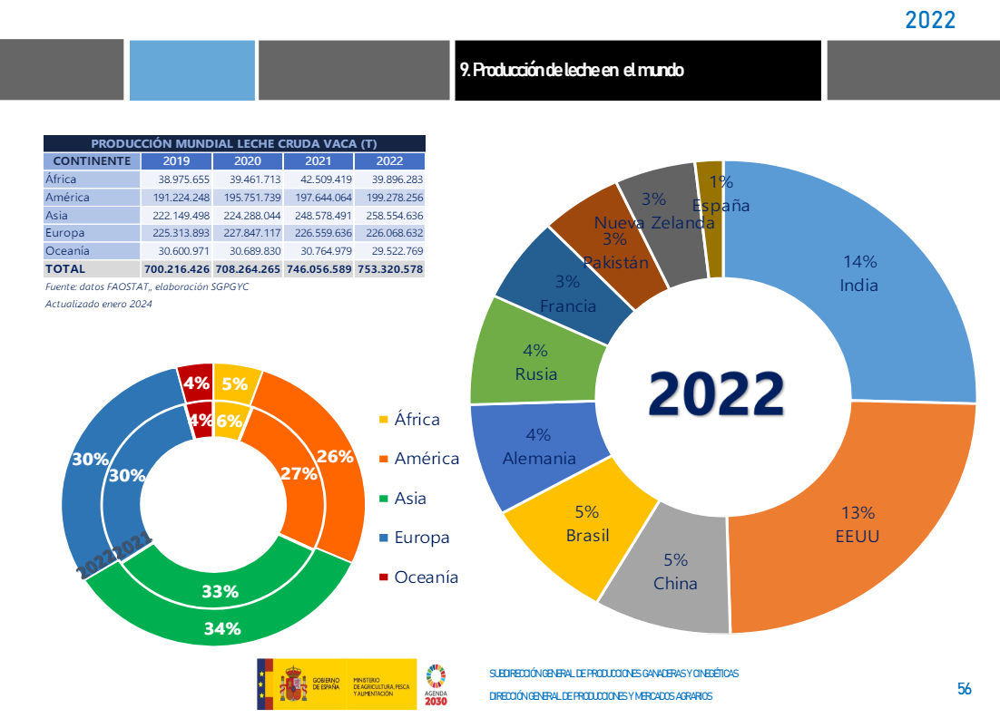 2022
9. Producción de leche en el mundo
PRODUCCIÓN MUNDIAL LECHE CRUDA VACA (T)
CONTINENTE 2019 2020 2021 2022
África 38.975.655 39.461.713 42.509.419 39.896.283
América 191.224.248 195.751.739 197.644.064 199.278.256
Asia 222.149.498 224.288.044 248.578.491 258.554.636
Europa 225.313.893 227.847.117 226.559.636 226.068.632
Oceanía 30.600.971 30.689.830 30.764.979 29.522.769
TOTAL 700.216.426 708.264.265 746.056.589 753.320.578
Fuente: datos FAOSTAT,, elaboración SGPGYC
Actualizado enero 2024
4% 5%
4% 6%
30% 26%
30% 27%
2022 2021
33%
34%
África
América
Asia
Europa
Oceanía
1%
España
3%
Nueva Zelanda
3%
Pakistán
3%
Francia
4%
Rusia
4%
Alemania
5%
Brasil
5%
China
13%
EEUU
14%
India
2022
GOBIERNO
DE ESPAÑA
MINISTERIO
DE AGRICULTURA, PESCA
Y ALIMENTACIÓN
AGENDA
2030
SUBDIRECCIÓN GENERAL DE PRODUCCIONES GANADERAS Y CINEGÉTICAS
DIRECCIÓN GENERAL DE PRODUCCIONES Y MERCADOS AGRARIOS
56